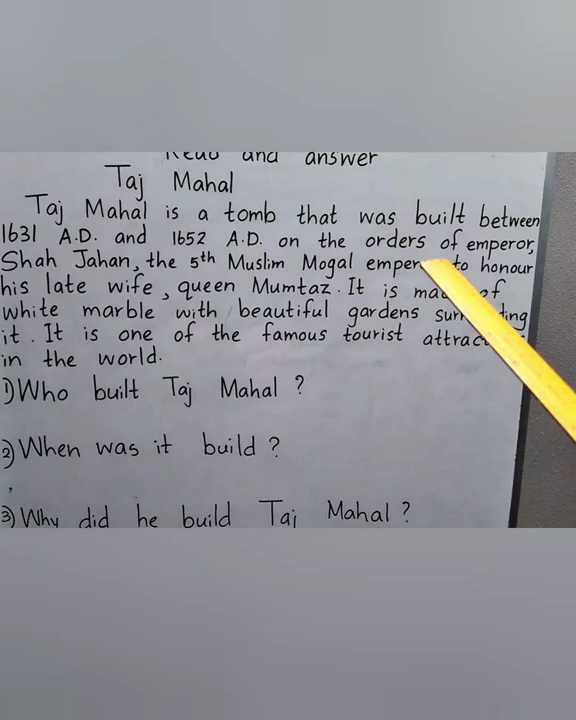 Read and answer
Taj Mahal
Taj Mahal is a tomb that was built between
1631 A.D. and 1652 A.D. on the orders of emperor,
Shah Jahan, the 5th Muslim Mogal to honour
his late wife, queen Mumtaz. It is of
white marble with beautiful gardens
it. It is one of the famous tourist
in the world.
1) Who built Taj Mahal ?
2) When was it build ?
3) Why did he build Taj Mahal ?